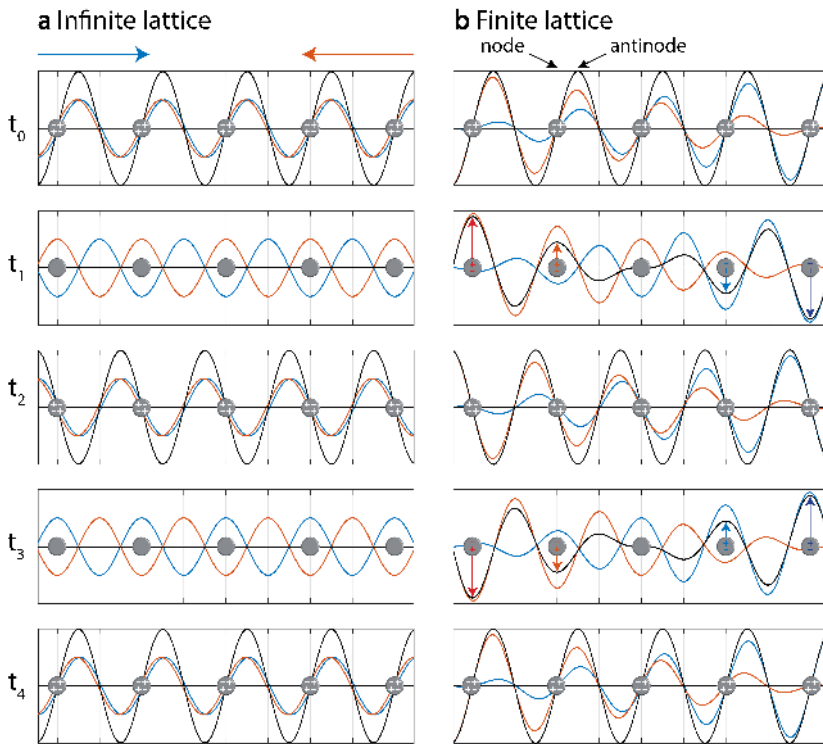 a Infinite lattice
b Finite lattice
node
antinode
t0
t1
t2
t3
t4